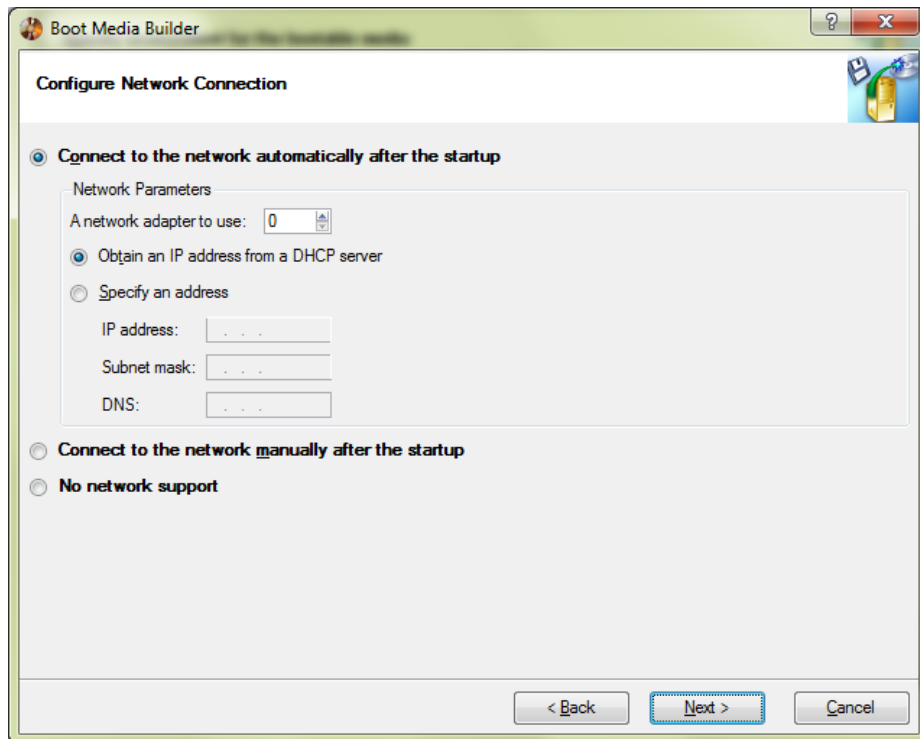 Boot Media Builder
Configure Network Connection
Connect to the network automatically after the startup
Network Parameters
A network adapter to use: 0
Obtain an IP address from a DHCP server
Specify an address
IP address: . . .
Subnet mask: . . .
DNS: . . .
Connect to the network manually after the startup
No network support
< Back Next > Cancel